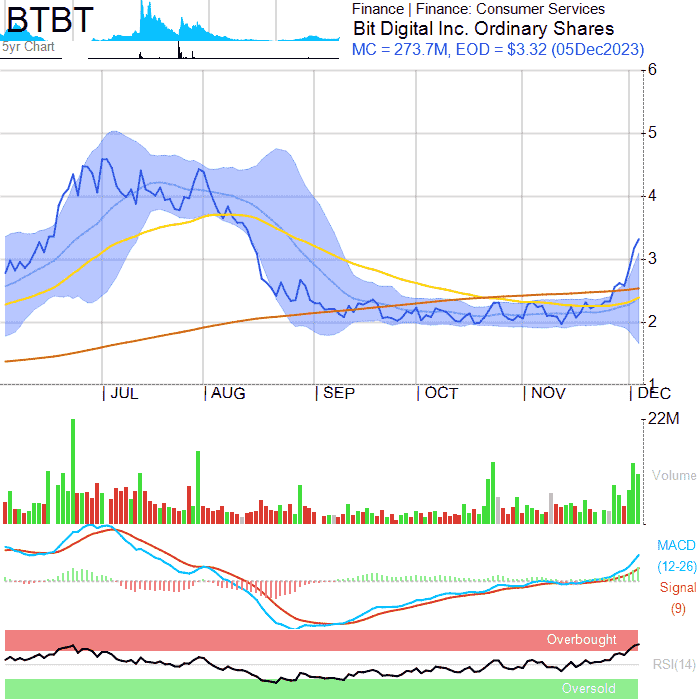 BTBT
5yr Chart
Finance | Finance: Consumer Services
Bit Digital Inc. Ordinary Shares
MC = 273.7M, EOD = $3.32 (05Dec2023)
6
5
4
3
2
1
JUL
AUG
SEP
OCT
NOV
DEC
22M
Volume
MACD
(12-26)
Signal
(9)
Overbought
RSI(14)
Oversold